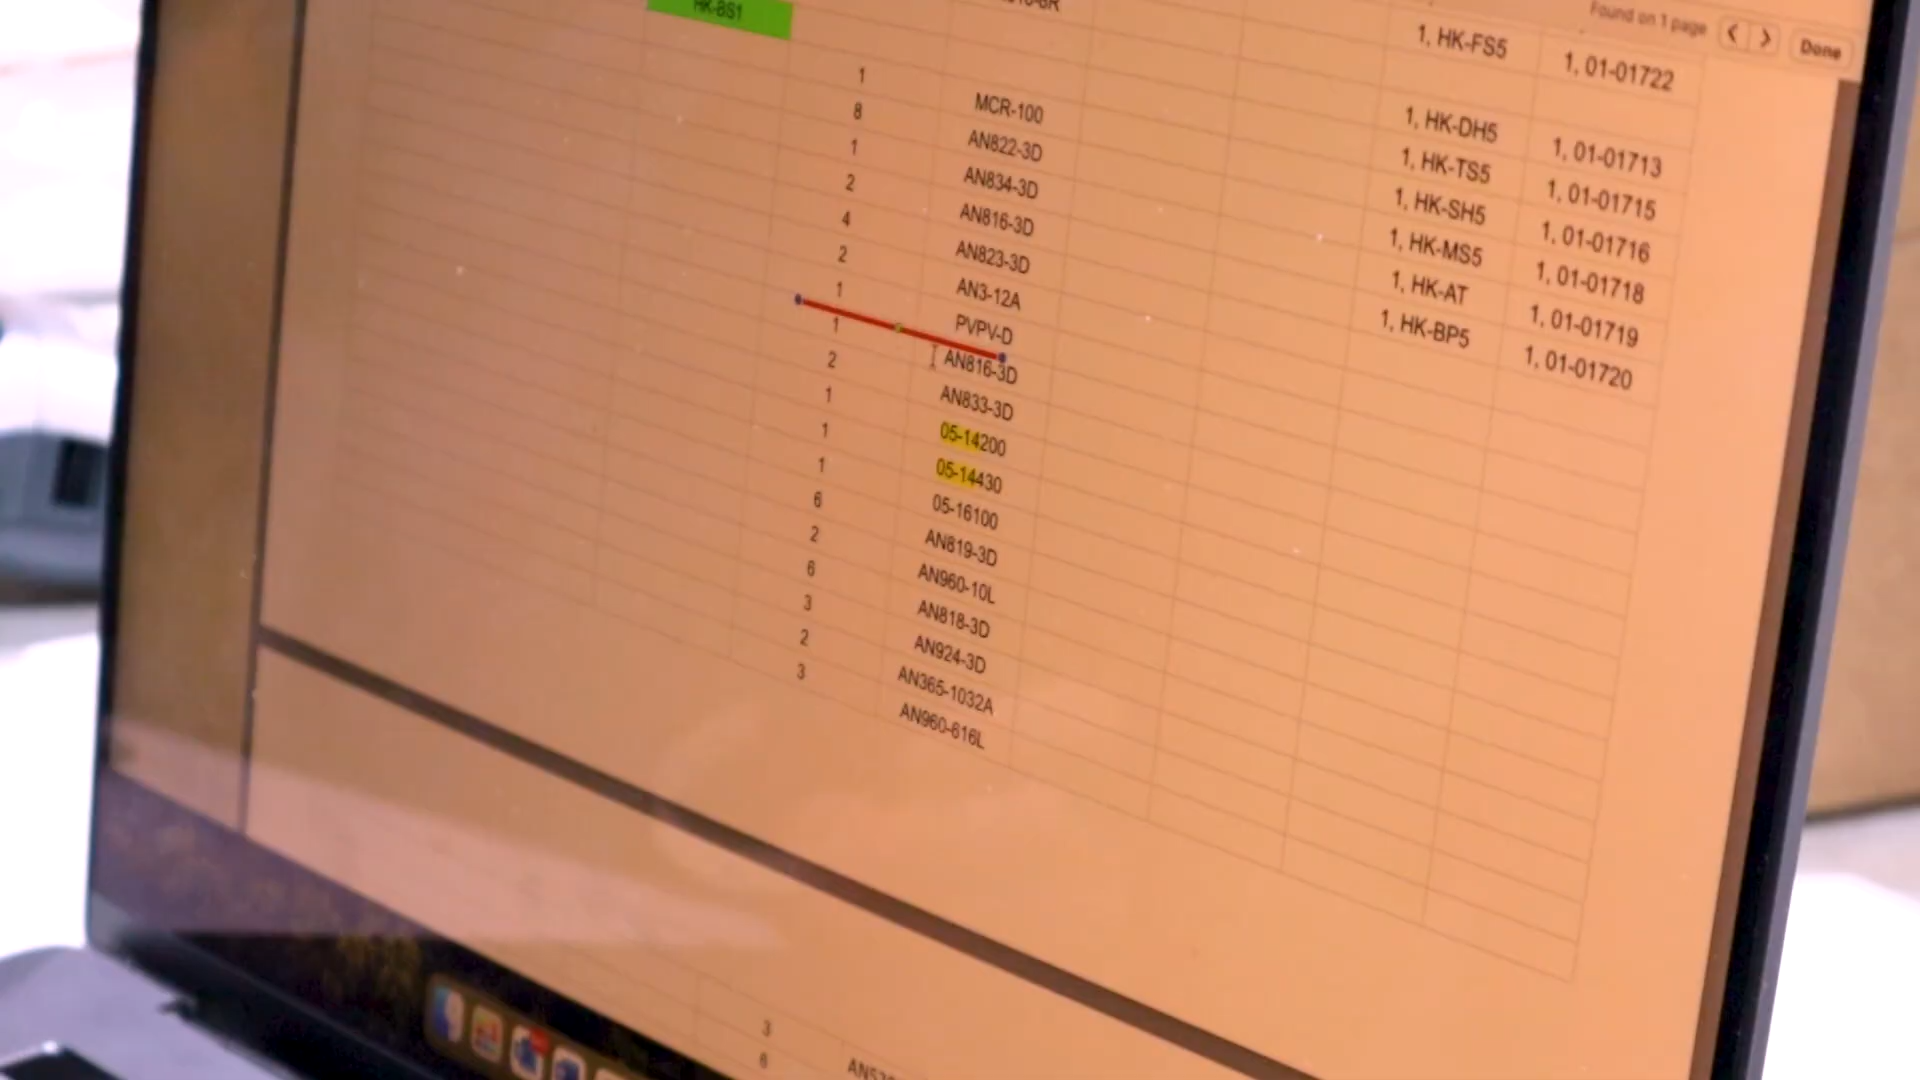 HK-BS1
Found on 1 page
Done
1, HK-FS5 1, 01-01722
1, HK-DH5 1, 01-01713
1, HK-TS5 1, 01-01715
1, HK-SH5 1, 01-01716
1, HK-MS5 1, 01-01718
1, HK-AT 1, 01-01719
1, HK-BP5 1, 01-01720
1 MCR-100
8 AN822-3D
1 AN834-3D
2 AN816-3D
4 AN823-3D
2 AN3-12A
1 PVPV-D
1 AN816-3D
2 AN833-3D
1 05-14200
1 05-14430
1 05-16100
6 AN819-3D
2 AN960-10L
6 AN818-3D
3 AN924-3D
2 AN365-1032A
3 AN960-616L
3
6